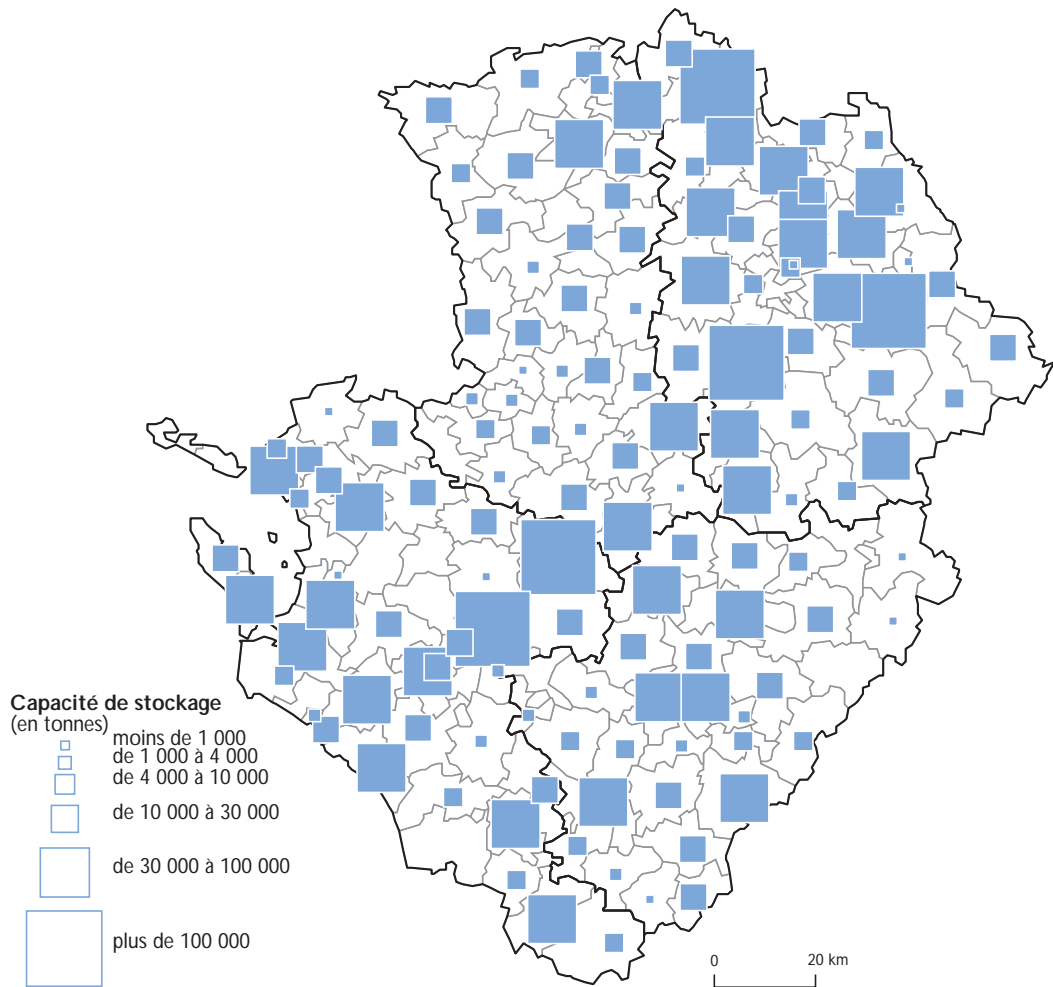 Capacité de stockage
(en tonnes)
moins de 1 000
de 1 000 à 4 000
de 4 000 à 10 000
de 10 000 à 30 000
de 30 000 à 100 000
plus de 100 000
0 20 km